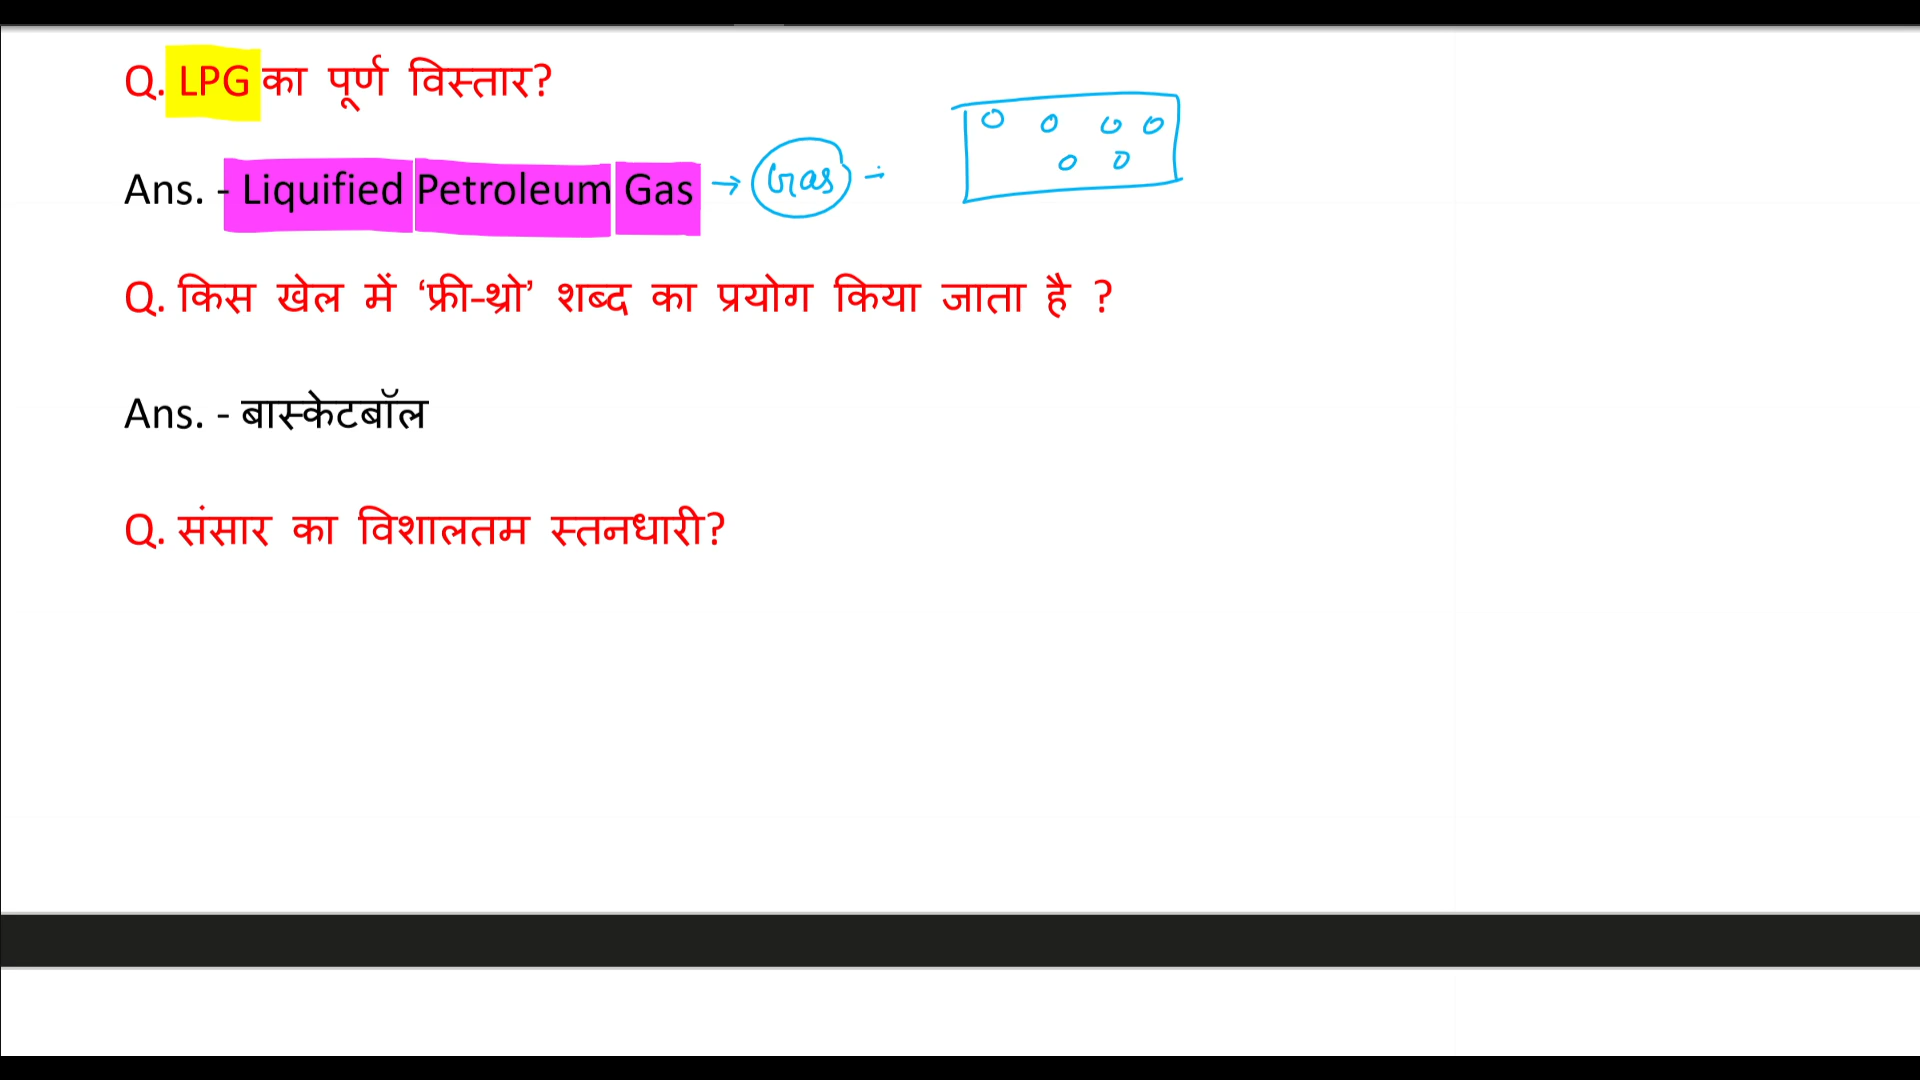 Q. LPG का पूर्ण विस्तार?
Ans. - Liquified Petroleum Gas → Gas ÷
Q. किस खेल में ‘फ्री-थ्रो’ शब्द का प्रयोग किया जाता है ?
Ans. - बास्केटबॉल
Q. संसार का विशालतम स्तनधारी?